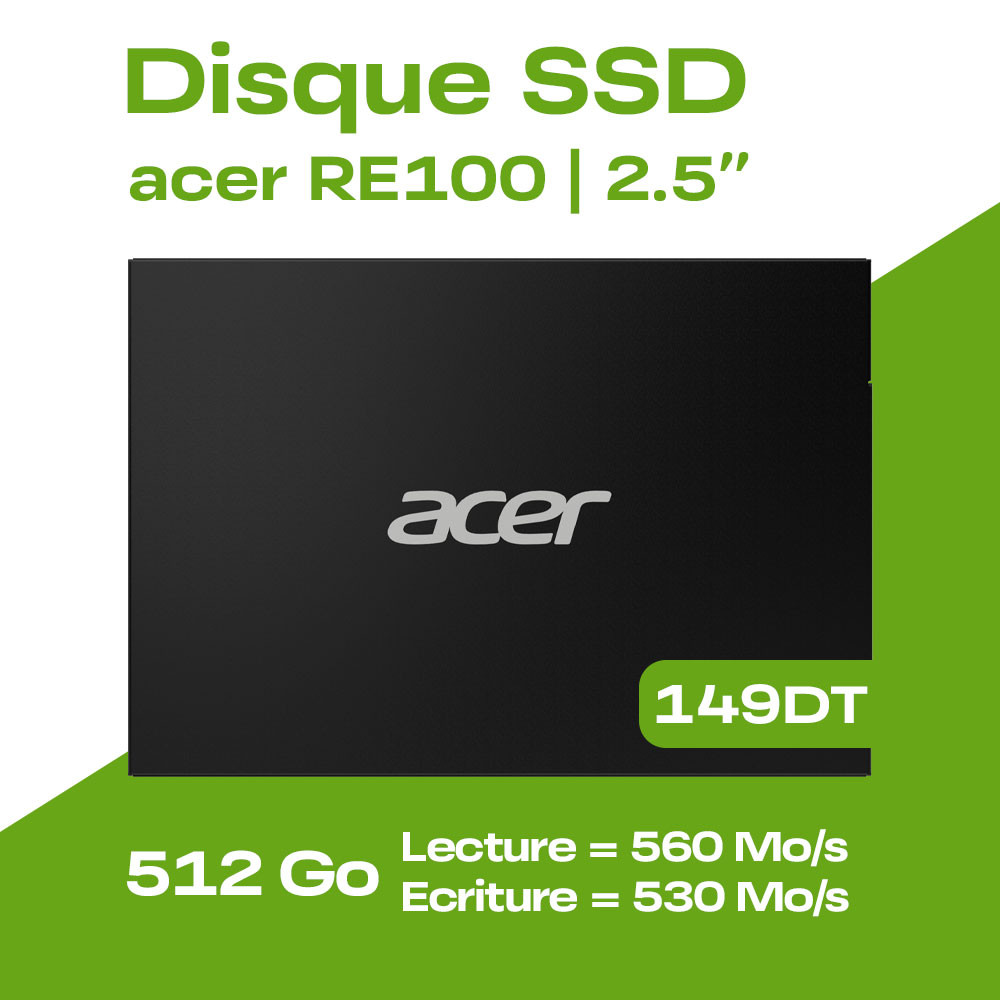 Disque SSD
acer RE100 | 2.5″
acer
149DT
512 Go
Lecture = 560 Mo/s
Ecriture = 530 Mo/s